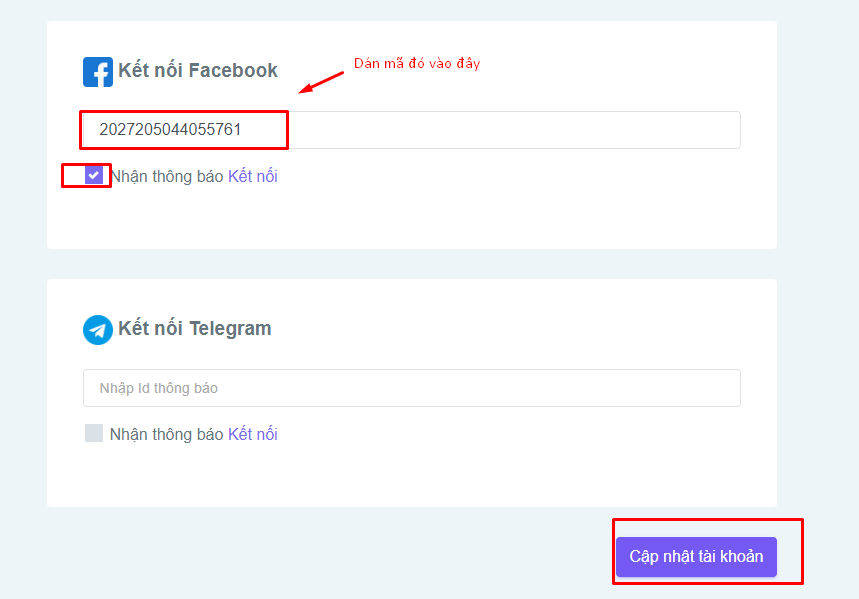 Kết nối Facebook
Dán mã đó vào đây
2027205044055761
Nhận thông báo Kết nối
Kết nối Telegram
Nhập Id thông báo
Nhận thông báo Kết nối
Cập nhật tài khoản